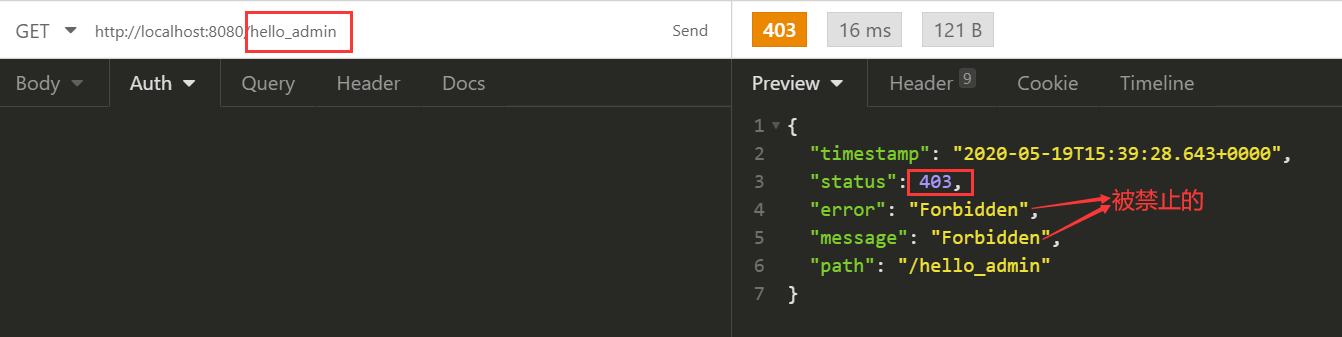 GET http://localhost:8080/hello_admin Send
403 16 ms 121 B
Body Auth Query Header Docs
Preview Header 9 Cookie Timeline
1 {
2 "timestamp": "2020-05-19T15:39:28.643+0000",
3 "status": 403,
4 "error": "Forbidden",
被禁止的
5 "message": "Forbidden",
6 "path": "/hello_admin"
7 }